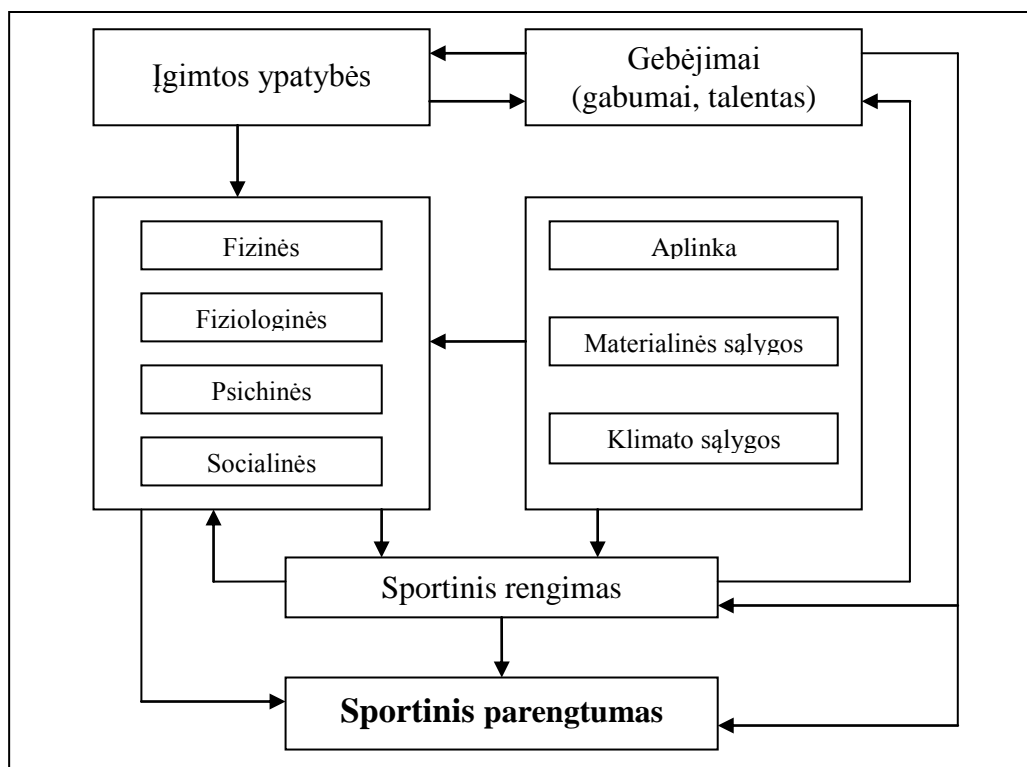 Įgimtos ypatybės
Gebėjimai
(gabumai, talentas)
Fizinės
Fiziologinės
Psichinės
Socialinės
Aplinka
Materialinės sąlygos
Klimato sąlygos
Sportinis rengimas
Sportinis parengtumas